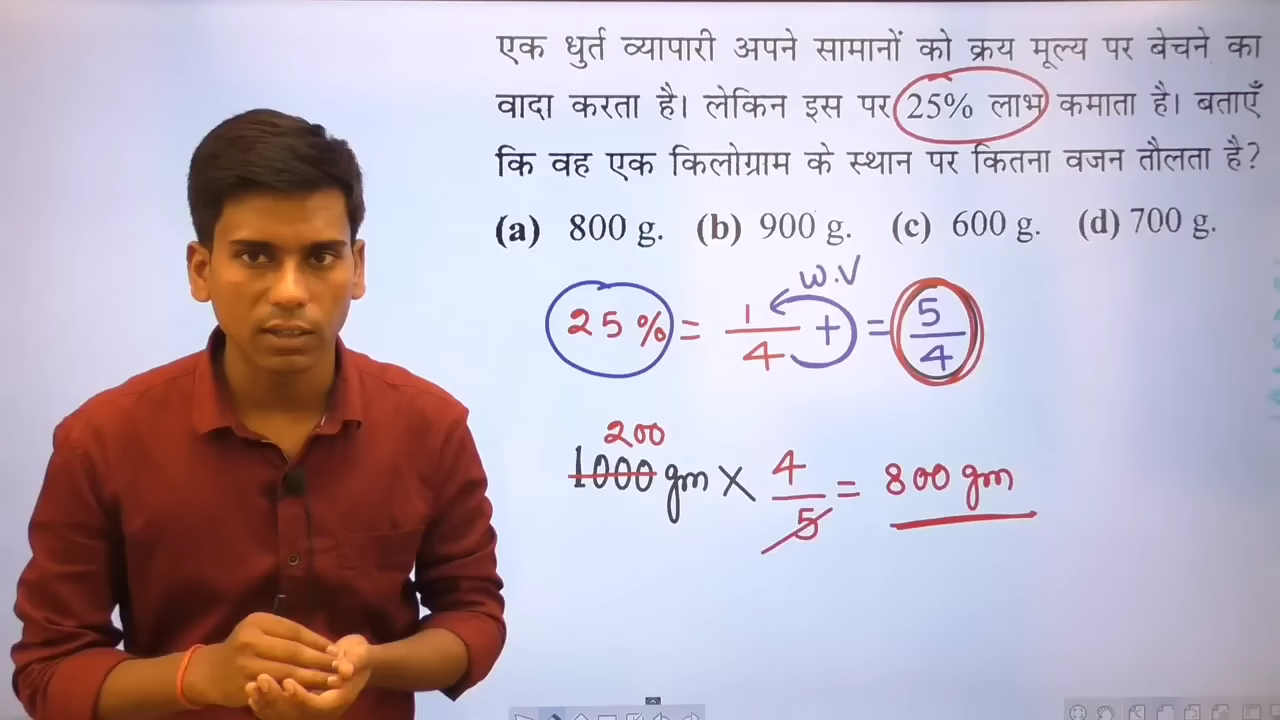 एक धुर्त व्यापारी अपने सामानों को क्रय मूल्य पर बेचने का
वादा करता है। लेकिन इस पर 25% लाभ कमाता है। बताएँ
कि वह एक किलोग्राम के स्थान पर कितना वजन तौलता है?
(a) 800 g. (b) 900 g. (c) 600 g. (d) 700 g.
W.V
25% = 1/4 + = 5/4
200
1000 gm × 4/5 = 800 gm